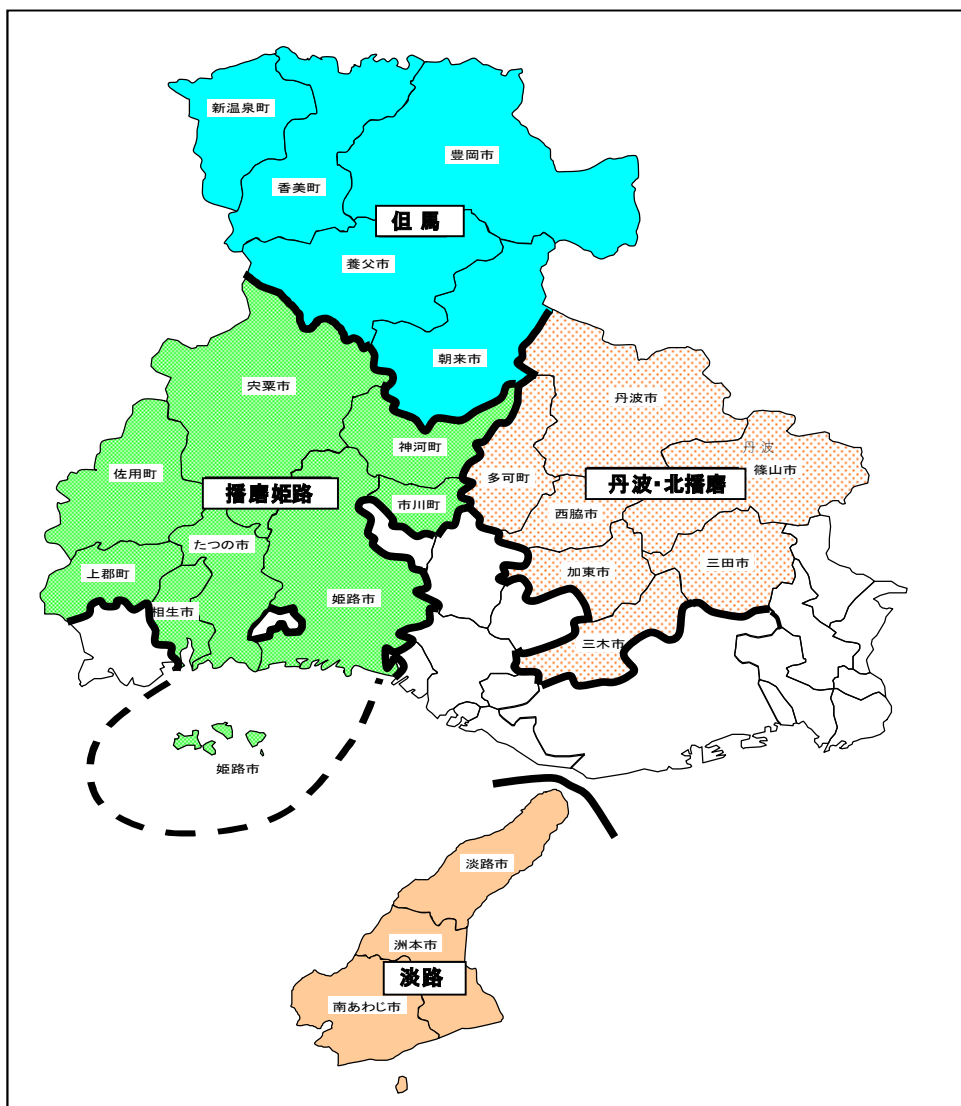 新温泉町
豊岡市
香美町
但馬
養父市
朝来市
宍粟市
丹波市
神河町
丹波
佐用町
多可町
篠山市
播磨姫路
市川町
丹波・北播磨
西脇市
たつの市
三田市
上郡町
加東市
姫路市
相生市
三木市
姫路市
淡路市
洲本市
淡路
南あわじ市